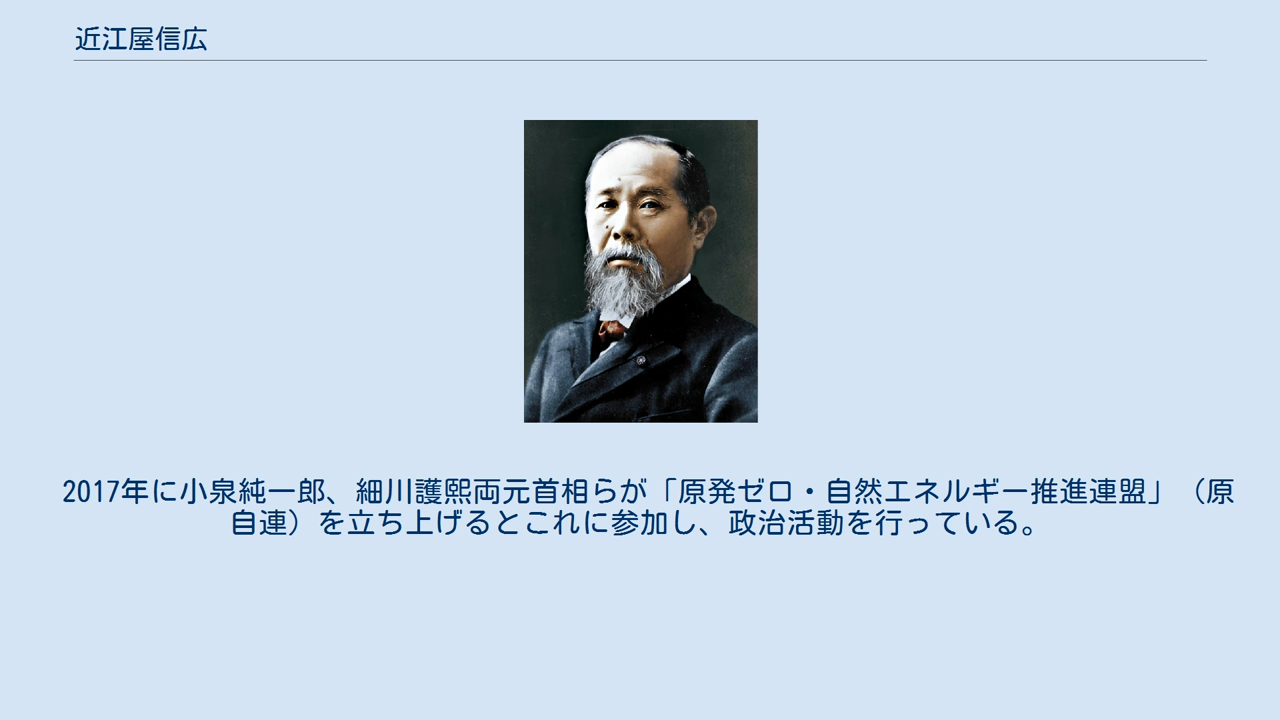 近江屋信広
2017年に小泉純一郎、細川護熙両元首相らが「原発ゼロ・自然エネルギー推進連盟」（原
自連）を立ち上げるとこれに参加し、政治活動を行っている。